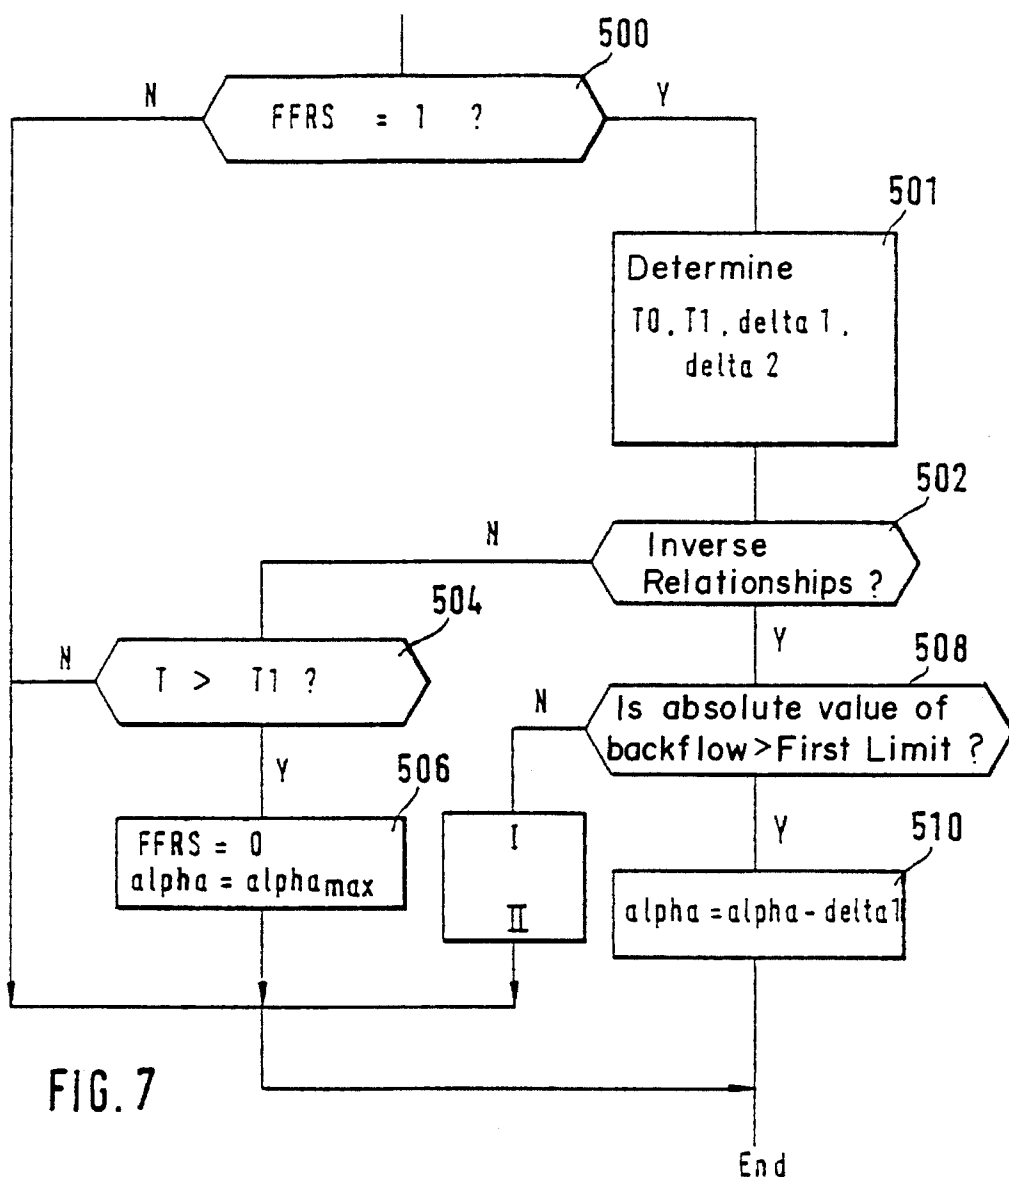 500
N
FFRS = 1 ?
Y
501
Determine
T0, T1, delta 1,
delta 2
502
N
Inverse
Relationships ?
504
N
T > T1 ?
Y
508
N
Is absolute value of
backflow > First Limit ?
Y
506
FFRS = 0
alpha = alphamax
I
II
Y
510
alpha = alpha - delta1
FIG. 7
End